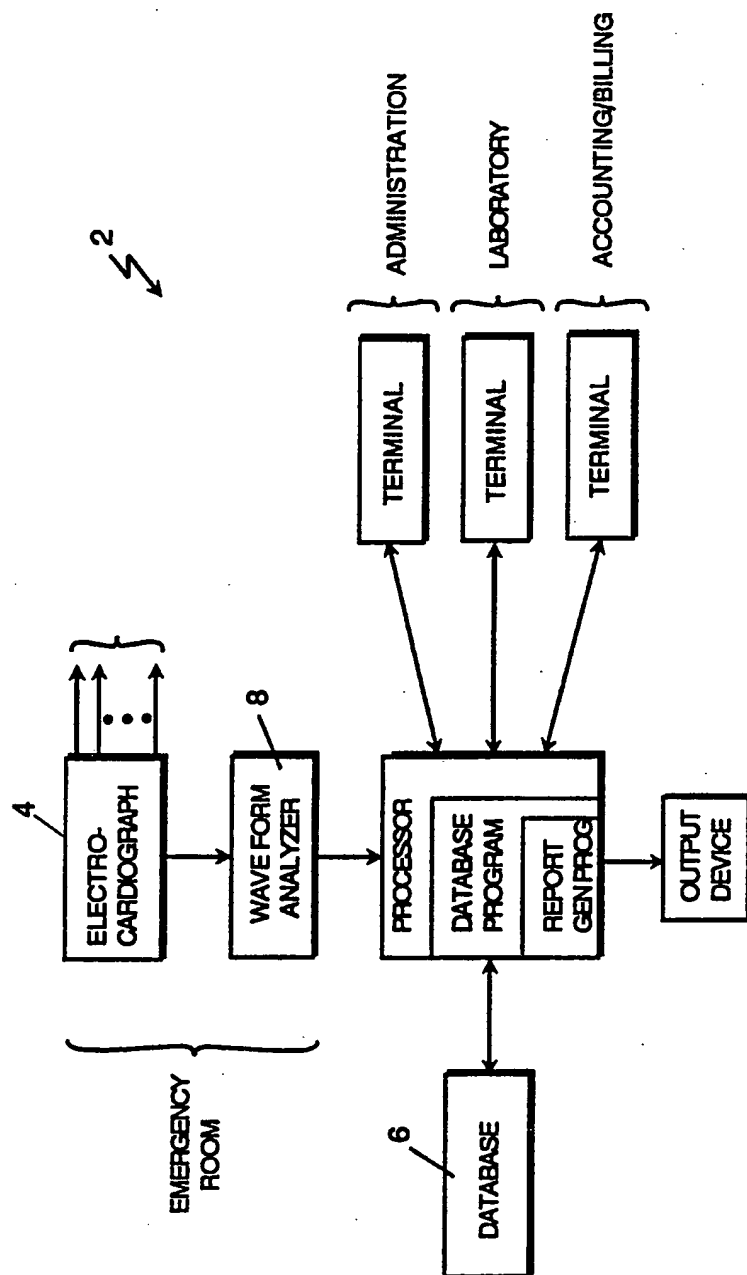 2
4
ELECTRO-
CARDIOGRAPH
8
WAVE FORM
ANALYZER
EMERGENCY
ROOM
PROCESSOR
DATABASE
PROGRAM
REPORT
GEN PROG
6
DATABASE
OUTPUT
DEVICE
TERMINAL
ADMINISTRATION
TERMINAL
LABORATORY
TERMINAL
ACCOUNTING/BILLING